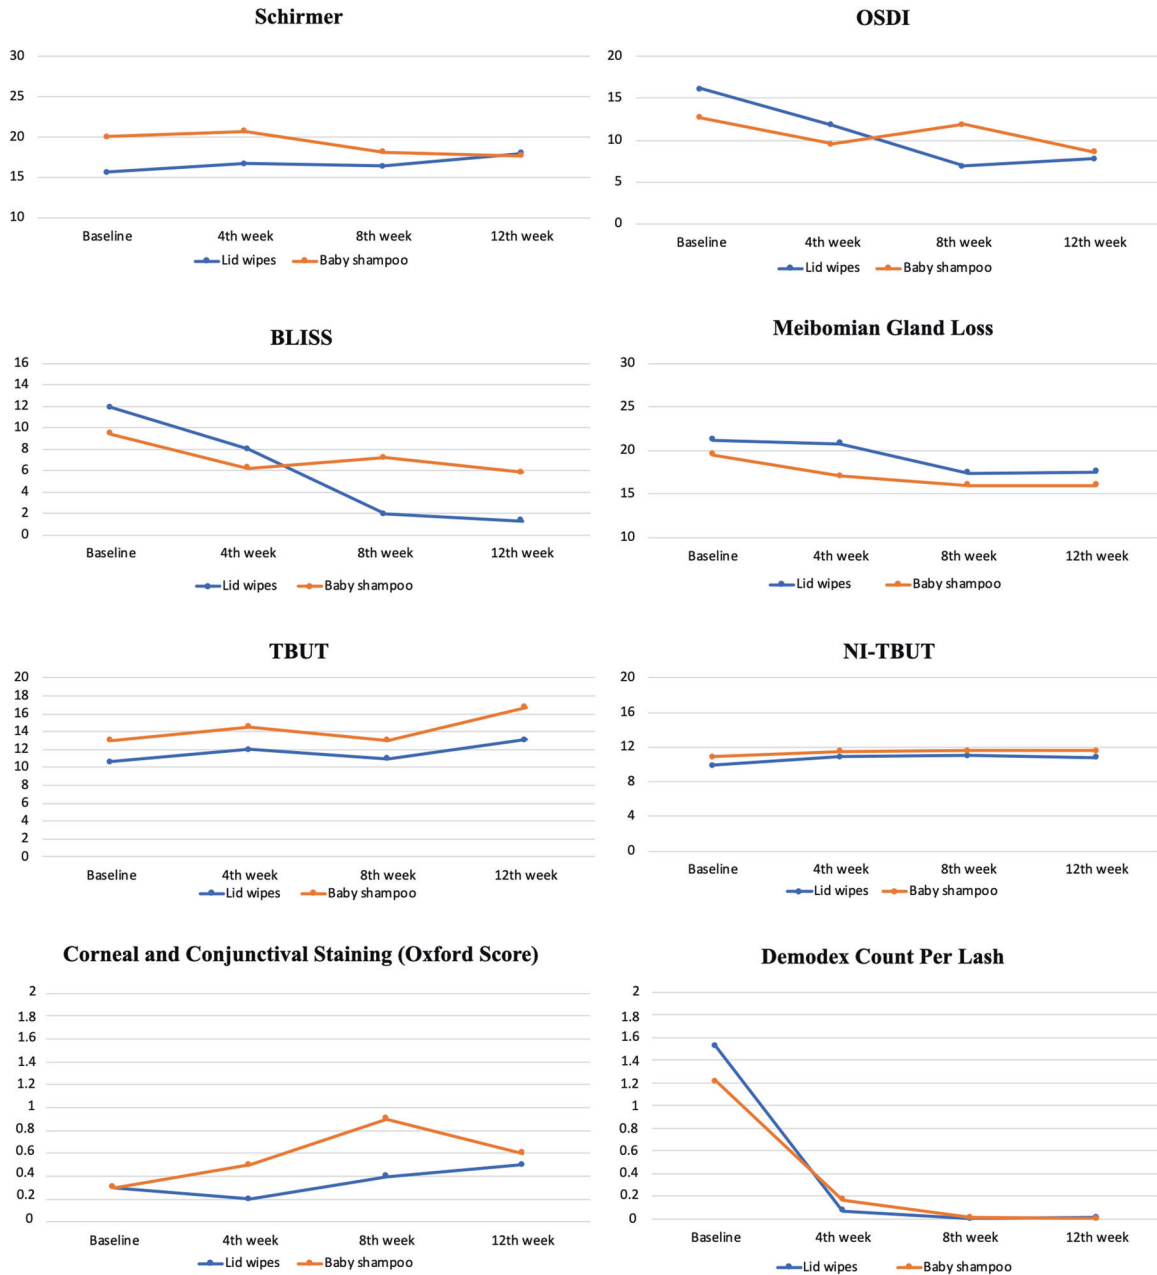 Schirmer
30
25
20
15
10
Baseline 4th week 8th week 12th week
Lid wipes Baby shampoo
OSDI
20
15
10
5
0
Baseline 4th week 8th week 12th week
Lid wipes Baby shampoo
BLISS
16
14
12
10
8
6
4
2
0
Baseline 4th week 8th week 12th week
Lid wipes Baby shampoo
Meibomian Gland Loss
30
25
20
15
10
Baseline 4th week 8th week 12th week
Lid wipes Baby shampoo
TBUT
20
18
16
14
12
10
8
6
4
2
0
Baseline 4th week 8th week 12th week
Lid wipes Baby shampoo
NI-TBUT
20
16
12
8
4
0
Baseline 4th week 8th week 12th week
Lid wipes Baby shampoo
Corneal and Conjunctival Staining (Oxford Score)
2
1.8
1.6
1.4
1.2
1
0.8
0.6
0.4
0.2
0
Baseline 4th week 8th week 12th week
Lid wipes Baby shampoo
Demodex Count Per Lash
2
1.8
1.6
1.4
1.2
1
0.8
0.6
0.4
0.2
0
Baseline 4th week 8th week 12th week
Lid wipes Baby shampoo